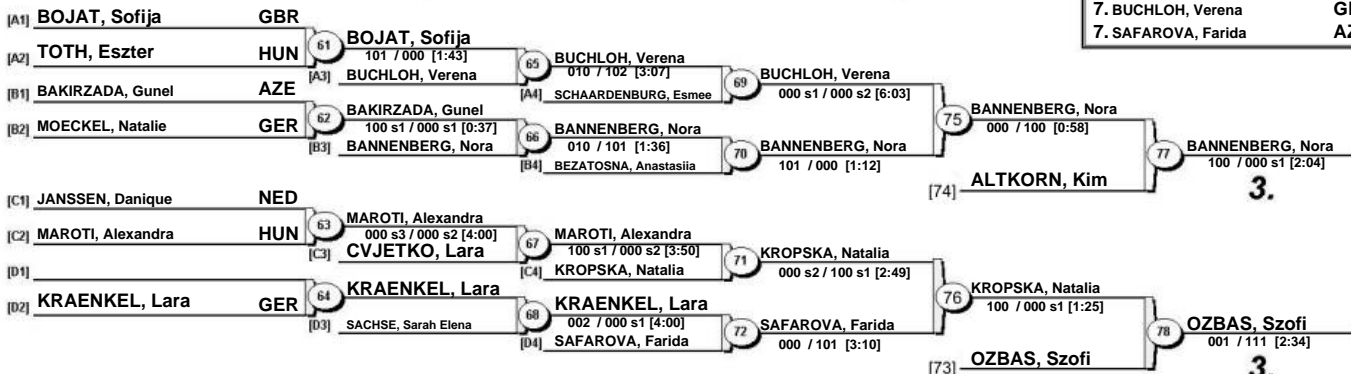 7. BUCHLOH, Verena
7. SAFAROVA, Farida
[A1] BOJAT, Sofija GBR
[A2] TOTH, Eszter HUN
61 BOJAT, Sofija
101 / 000 [1:43]
[A3] BUCHLOH, Verena
65 BUCHLOH, Verena
010 / 102 [3:07]
[A4] SCHAARDENBURG, Esmee
69 BUCHLOH, Verena
000 s1 / 000 s2 [6:03]
[B1] BAKIRZADA, Gunel AZE
[B2] MOECKEL, Natalie GER
62 BAKIRZADA, Gunel
100 s1 / 000 s1 [0:37]
[B3] BANNENBERG, Nora
66 BANNENBERG, Nora
010 / 101 [1:36]
[B4] BEZATOSNA, Anastasiia
70 BANNENBERG, Nora
101 / 000 [1:12]
75 BANNENBERG, Nora
000 / 100 [0:58]
[74] ALTKORN, Kim
77 BANNENBERG, Nora
100 / 000 s1 [2:04]
3.
[C1] JANSSEN, Danique NED
[C2] MAROTI, Alexandra HUN
63 MAROTI, Alexandra
000 s3 / 000 s2 [4:00]
[C3] CVJETKO, Lara
67 MAROTI, Alexandra
100 s1 / 000 s2 [3:50]
[C4] KROPSKA, Natalia
71 KROPSKA, Natalia
000 s2 / 100 s1 [2:49]
[D1]
[D2] KRAENKEL, Lara GER
64 KRAENKEL, Lara
[D3] SACHSE, Sarah Elena
68 KRAENKEL, Lara
002 / 000 s1 [4:00]
[D4] SAFAROVA, Farida
72 SAFAROVA, Farida
000 / 101 [3:10]
76 KROPSKA, Natalia
100 / 000 s1 [1:25]
[73] OZBAS, Szofi
78 OZBAS, Szofi
001 / 111 [2:34]
3.